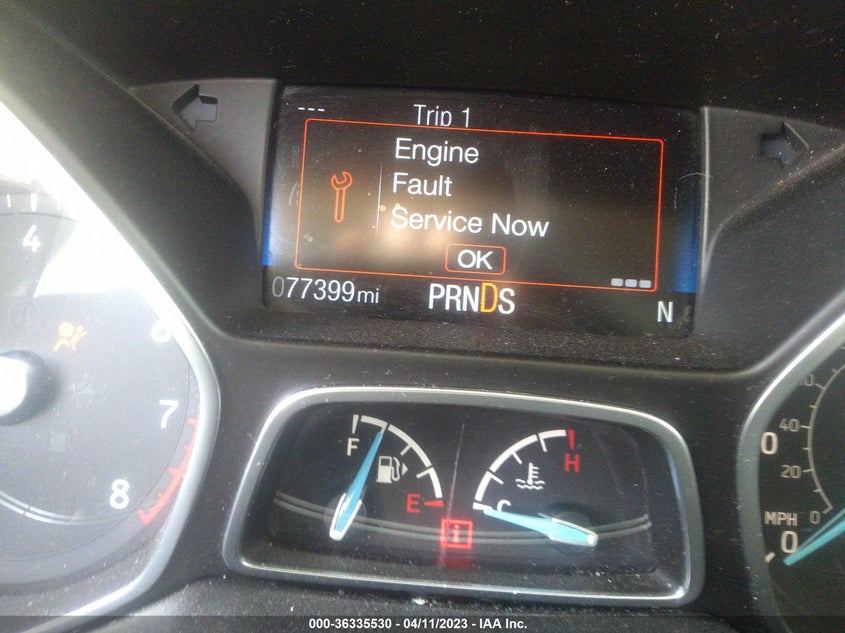 --- Trip 1
Engine
Fault
Service Now
OK
077399mi PRNDS N
4
6
7
8
F
E
H
C
40
20
0
MPH 0
0
000-36335530 - 04/11/2023 - IAA Inc.